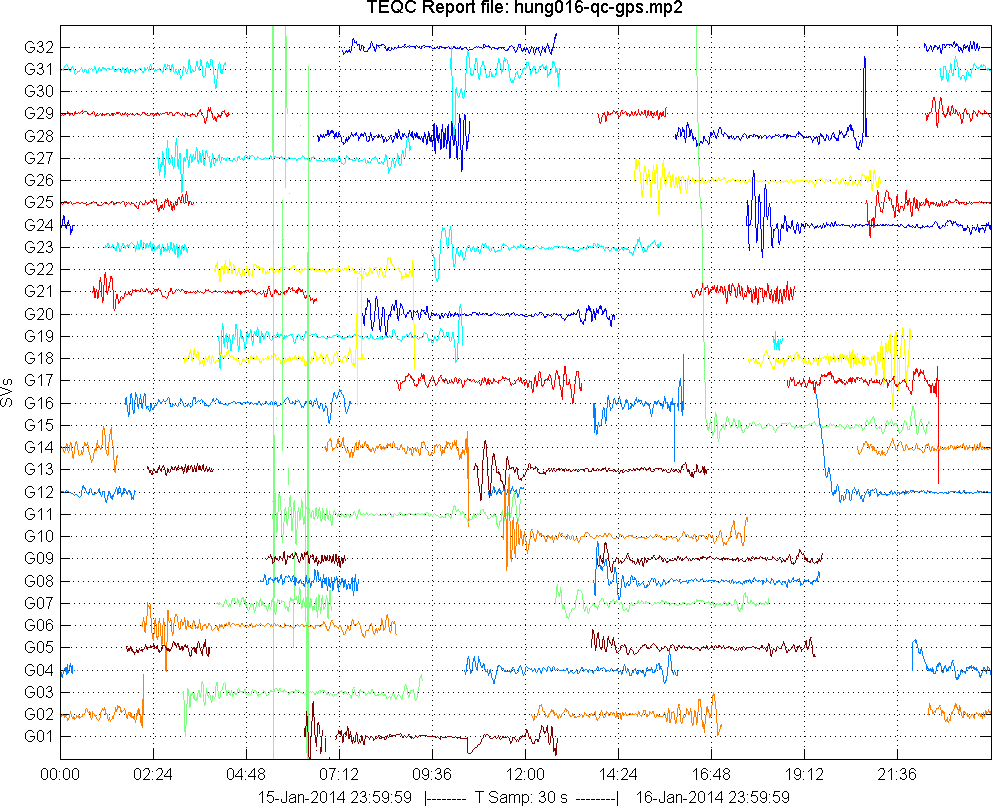 TEQC Report file: hung016-qc-gps.mp2
G32
G31
G30
G29
G28
G27
G26
G25
G24
G23
G22
G21
G20
G19
G18
G17
G16
G15
G14
G13
G12
G11
G10
G09
G08
G07
G06
G05
G04
G03
G02
G01
SVs
00:00 02:24 04:48 07:12 09:36 12:00 14:24 16:48 19:12 21:36
15-Jan-2014 23:59:59 |-------- T Samp: 30 s --------| 16-Jan-2014 23:59:59